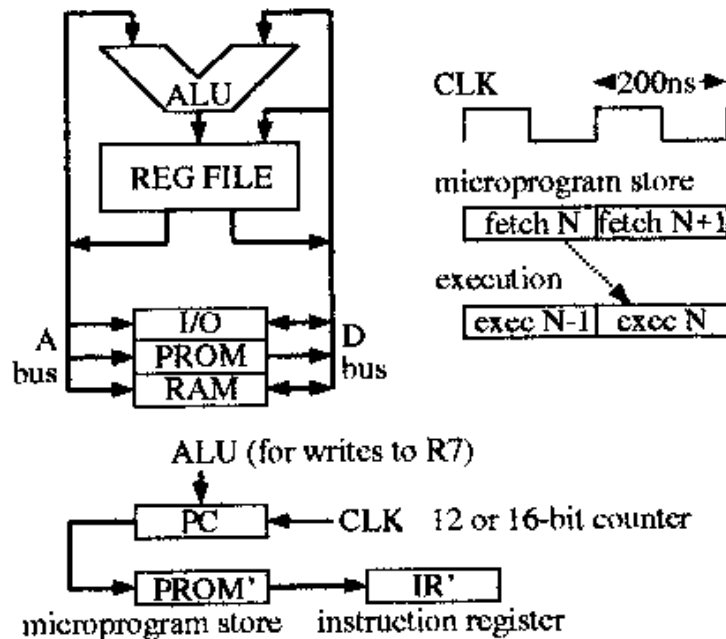 ALU
REG FILE
A bus
I/O
PROM
RAM
D bus
CLK
200ns
microprogram store
fetch N fetch N+1
execution
exec N-1 exec N
ALU (for writes to R7)
PC
CLK 12 or 16-bit counter
PROM' IR'
microprogram store instruction register